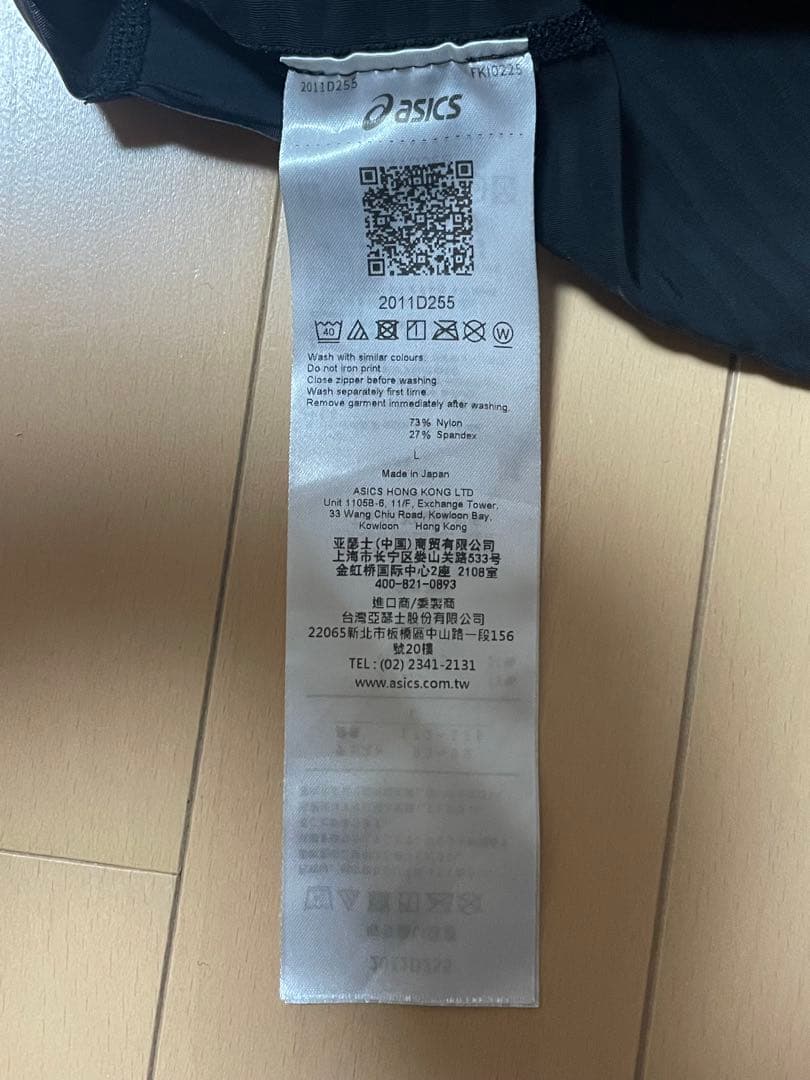 2011D255
FKI0225
asics
2011D255
40
W
Wash with similar colours.
Do not iron print
Close zipper before washing.
Wash separately first time.
Remove garment immediately after washing.
73% Nylon
27% Spandex
L
Made in Japan
ASICS HONG KONG LTD
Unit 1105B-6, 11/F, Exchange Tower,
33 Wang Chiu Road, Kowloon Bay,
Kowloon Hong Kong
亚瑟士(中国)商贸有限公司
上海市长宁区娄山关路533号
金虹桥国际中心2座 2108室
400-821-0893
進口商/委製商
台灣亞瑟士股份有限公司
22065新北市板橋區中山路一段156
號20樓
TEL : (02) 2341-2131
www.asics.com.tw